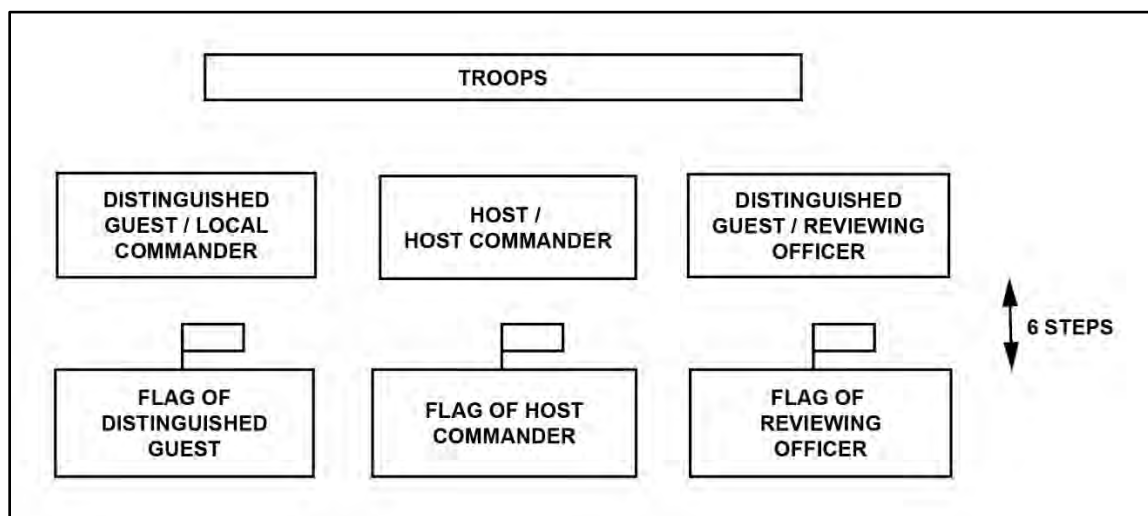 TROOPS
DISTINGUISHED
GUEST / LOCAL
COMMANDER
HOST /
HOST COMMANDER
DISTINGUISHED
GUEST / REVIEWING
OFFICER
6 STEPS
FLAG OF
DISTINGUISHED
GUEST
FLAG OF HOST
COMMANDER
FLAG OF
REVIEWING
OFFICER